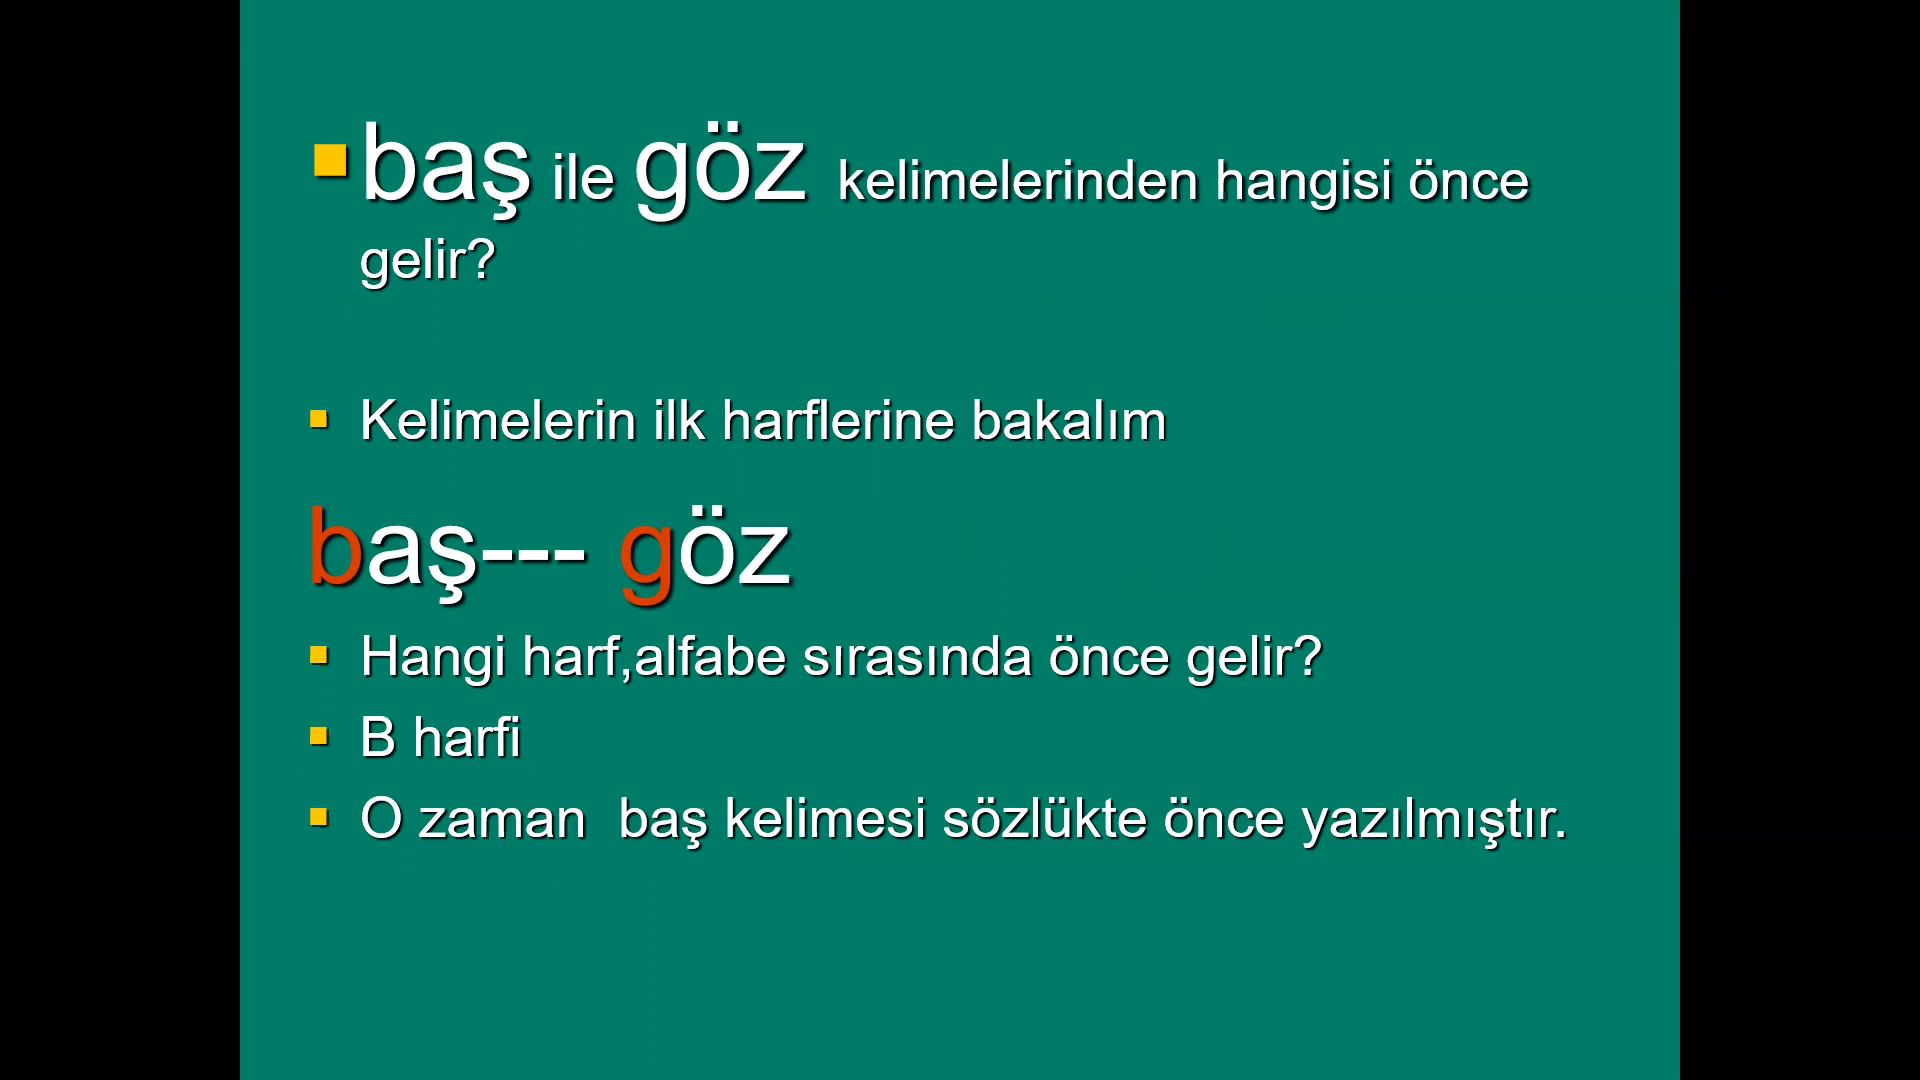 baş ile göz kelimelerinden hangisi önce
gelir?
Kelimelerin ilk harflerine bakalım
baş--- göz
Hangi harf,alfabe sırasında önce gelir?
B harfi
O zaman baş kelimesi sözlükte önce yazılmıştır.